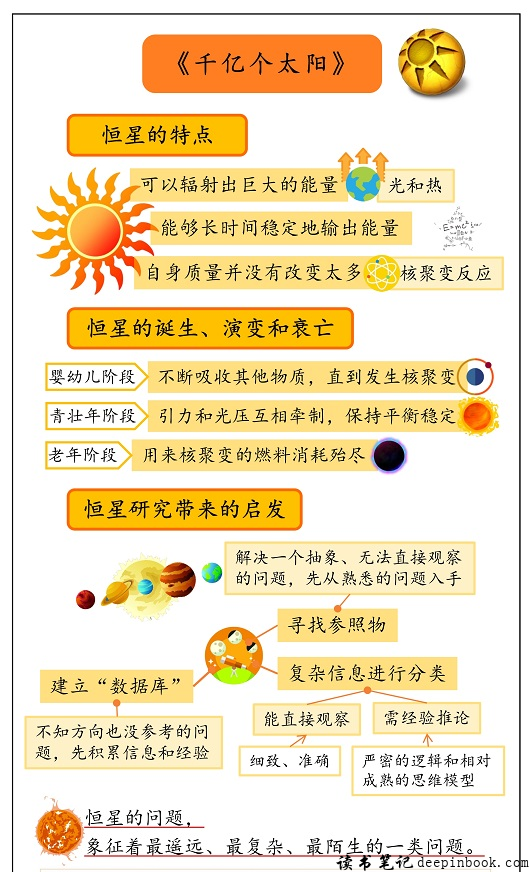 《千亿个太阳》
恒星的特点
可以辐射出巨大的能量
光和热
能够长时间稳定地输出能量
自身质量并没有改变太多
核聚变反应
恒星的诞生、演变和衰亡
婴幼儿阶段
不断吸收其他物质，直到发生核聚变
青壮年阶段
引力和光压互相牵制，保持平衡稳定
老年阶段
用来核聚变的燃料消耗殆尽
恒星研究带来的启发
解决一个抽象、无法直接观察
的问题，先从熟悉的问题入手
寻找参照物
复杂信息进行分类
建立“数据库”
不知方向也没参考的问
题，先积累信息和经验
能直接观察
需经验推论
细致、准确
严密的逻辑和相对
成熟的思维模型
恒星的问题，
象征着最遥远、最复杂、最陌生的一类问题。
读书笔记deepinbook.com